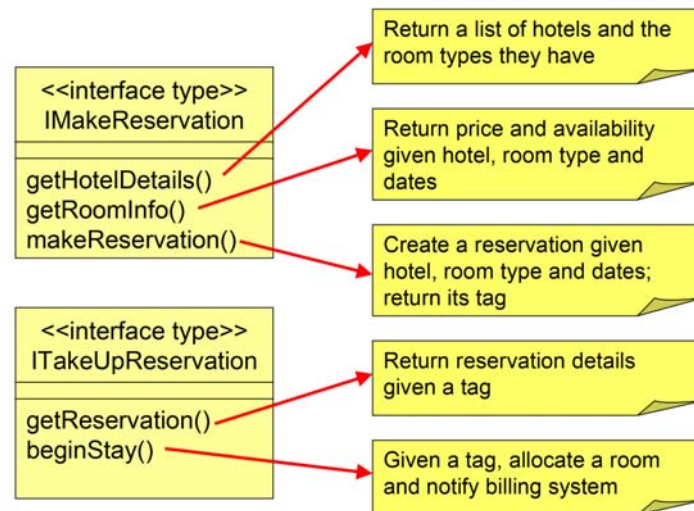 <<interface type>>
IMakeReservation
getHotelDetails()
getRoomInfo()
makeReservation()
Return a list of hotels and the
room types they have
Return price and availability
given hotel, room type and
dates
Create a reservation given
hotel, room type and dates;
return its tag
<<interface type>>
ITakeUpReservation
getReservation()
beginStay()
Return reservation details
given a tag
Given a tag, allocate a room
and notify billing system